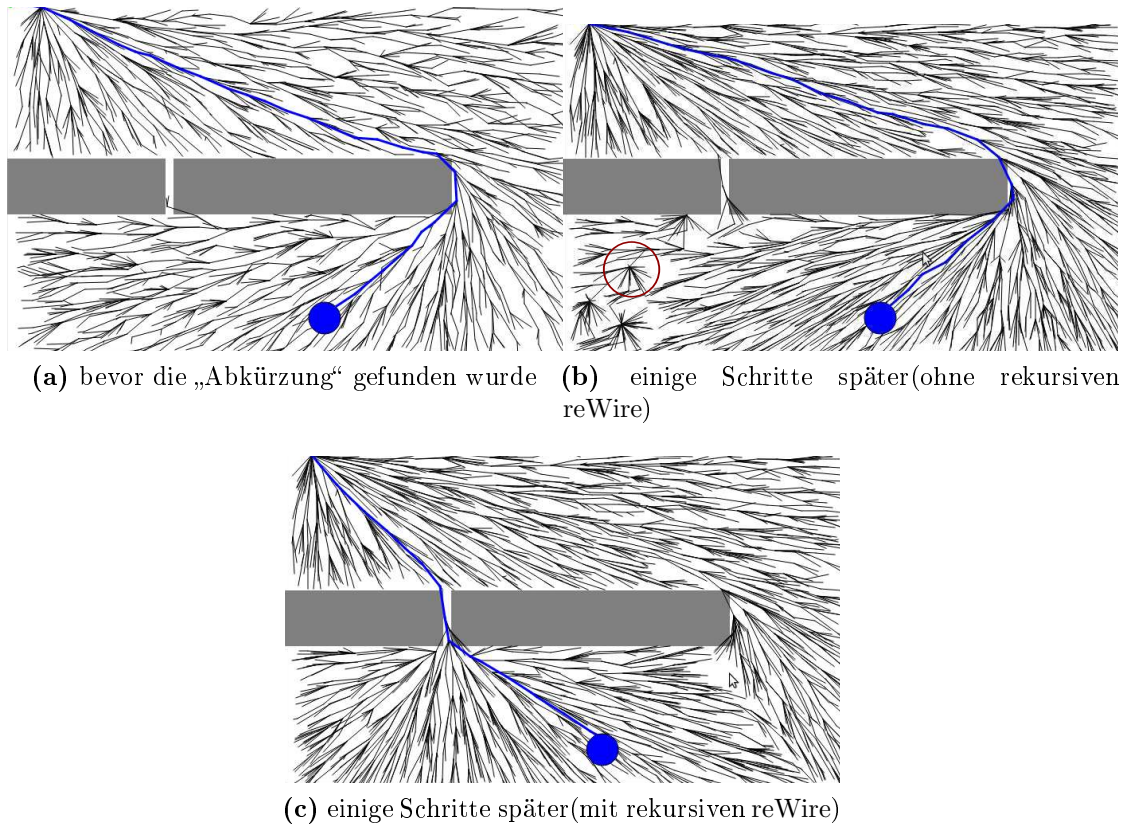 (a) bevor die „Abkürzung“ gefunden wurde
(b) einige Schritte später(ohne rekursiven
reWire)
(c) einige Schritte später(mit rekursiven reWire)